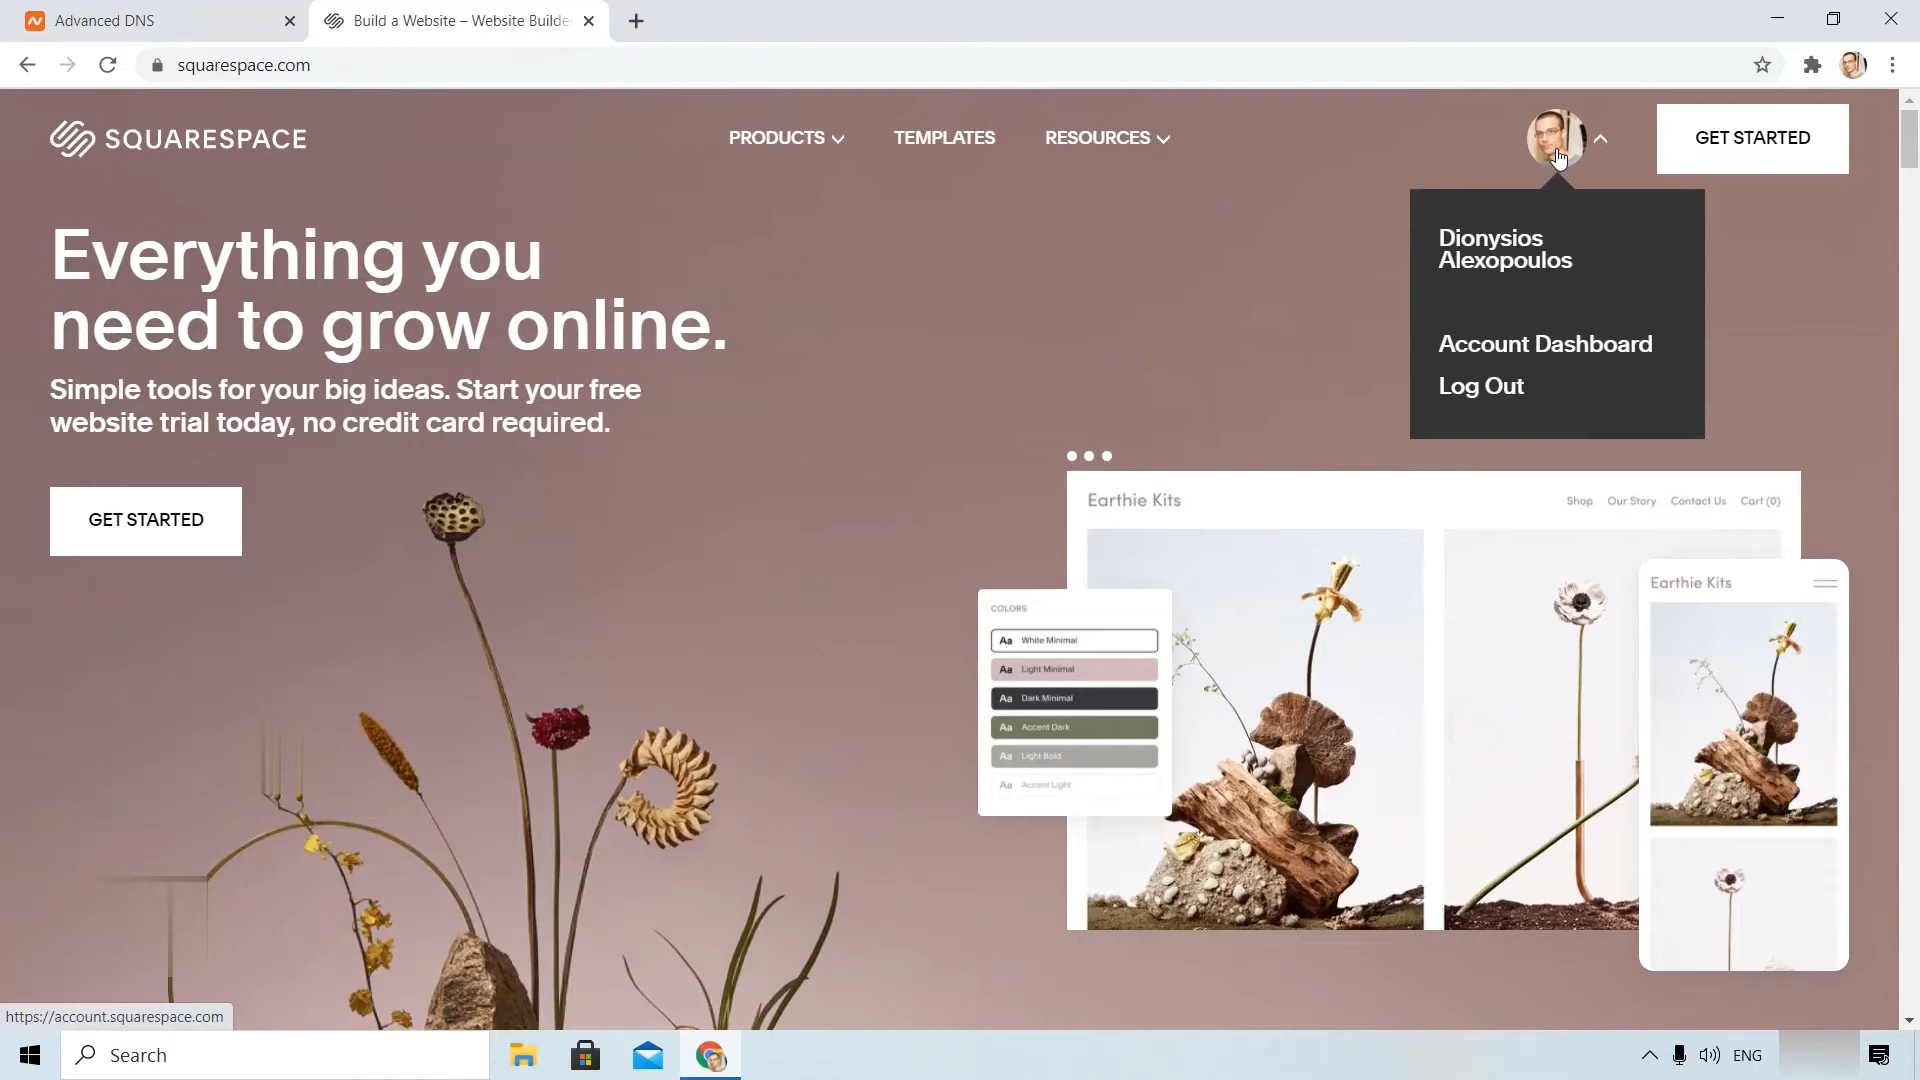 Advanced DNS
Build a Website – Website Builde
squarespace.com
SQUARESPACE
PRODUCTS
TEMPLATES
RESOURCES
GET STARTED
Dionysios
Alexopoulos
Account Dashboard
Log Out
Everything you
need to grow online.
Simple tools for your big ideas. Start your free
website trial today, no credit card required.
GET STARTED
Earthie Kits
Shop
Our Story
Contact Us
Cart (0)
Earthie Kits
COLORS
Aa White Minimal
Aa Light Minimal
Aa Dark Minimal
Aa Accent Dark
Aa Light Bold
Aa Accent Light
https://account.squarespace.com
Search
ENG